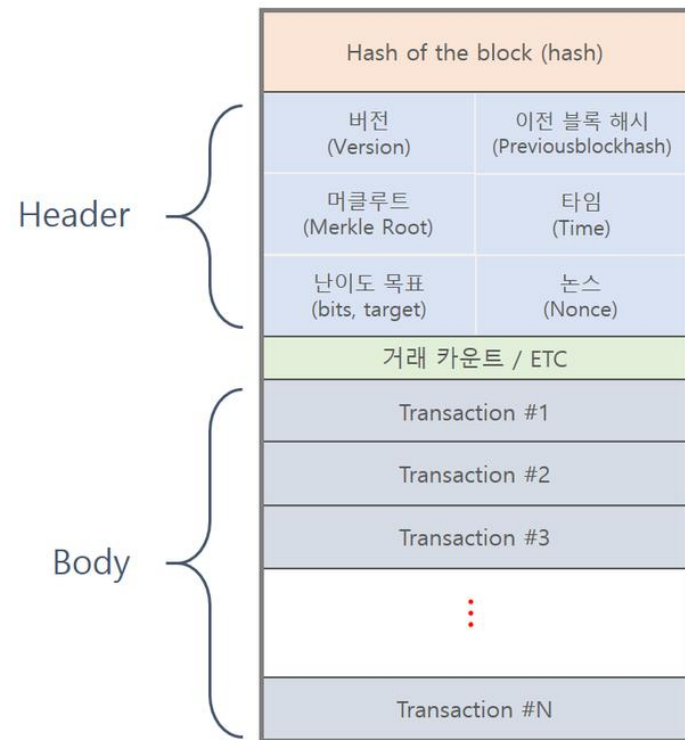 Hash of the block (hash)
버전
(Version)
이전 블록 해시
(Previousblockhash)
Header
머클루트
(Merkle Root)
타임
(Time)
난이도 목표
(bits, target)
논스
(Nonce)
거래 카운트 / ETC
Transaction #1
Transaction #2
Transaction #3
Body
Transaction #N